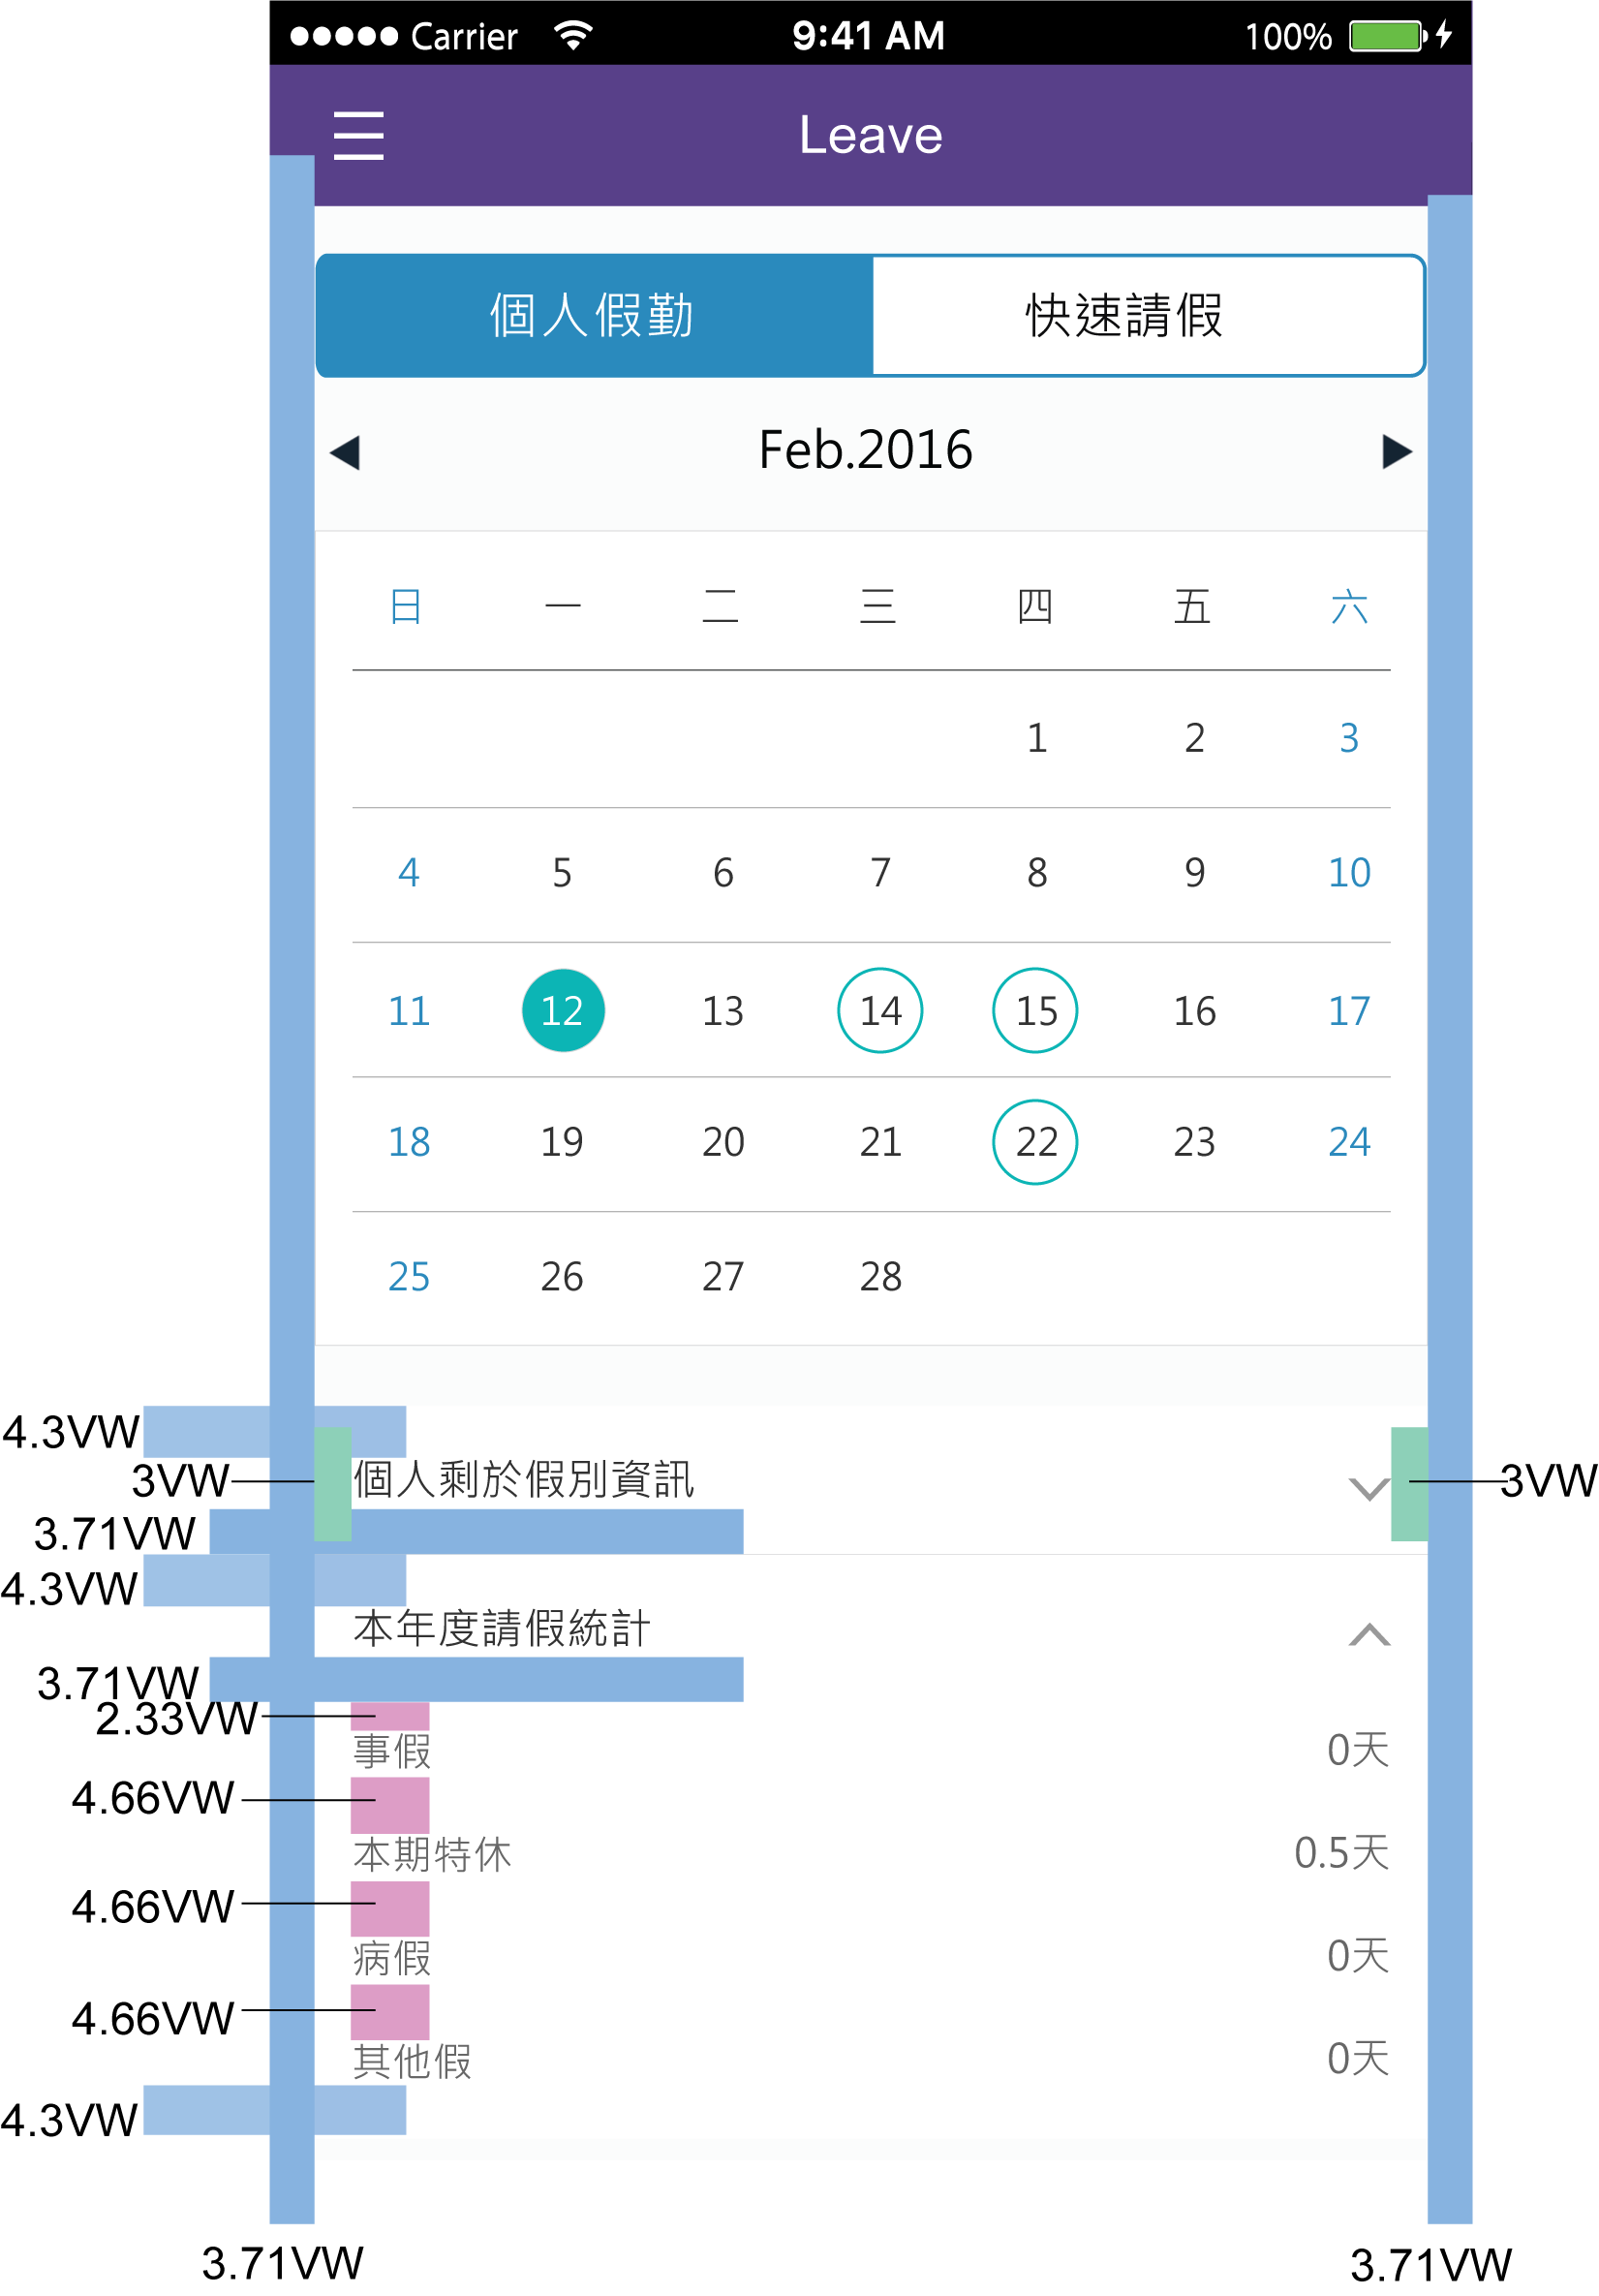 Carrier 9:41 AM 100%
Leave
個人假勤 快速請假
Feb.2016
日 一 二 三 四 五 六
1 2 3
4 5 6 7 8 9 10
11 12 13 14 15 16 17
18 19 20 21 22 23 24
25 26 27 28
4.3VW
3VW 個人剩於假別資訊 3VW
3.71VW
4.3VW
本年度請假統計
3.71VW
2.33VW
事假 0天
4.66VW
本期特休 0.5天
4.66VW
病假 0天
4.66VW
其他假 0天
4.3VW
3.71VW 3.71VW